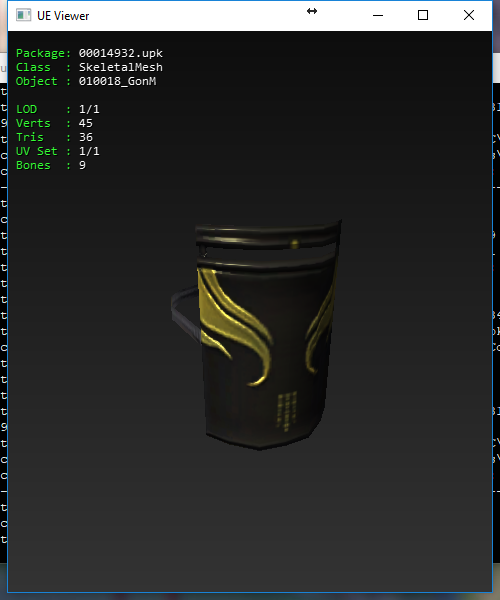 UE Viewer
Package: 00014932.upk
Class : SkeletalMesh
Object : 010018_GonM
LOD : 1/1
Verts : 45
Tris : 36
UV Set : 1/1
Bones : 9